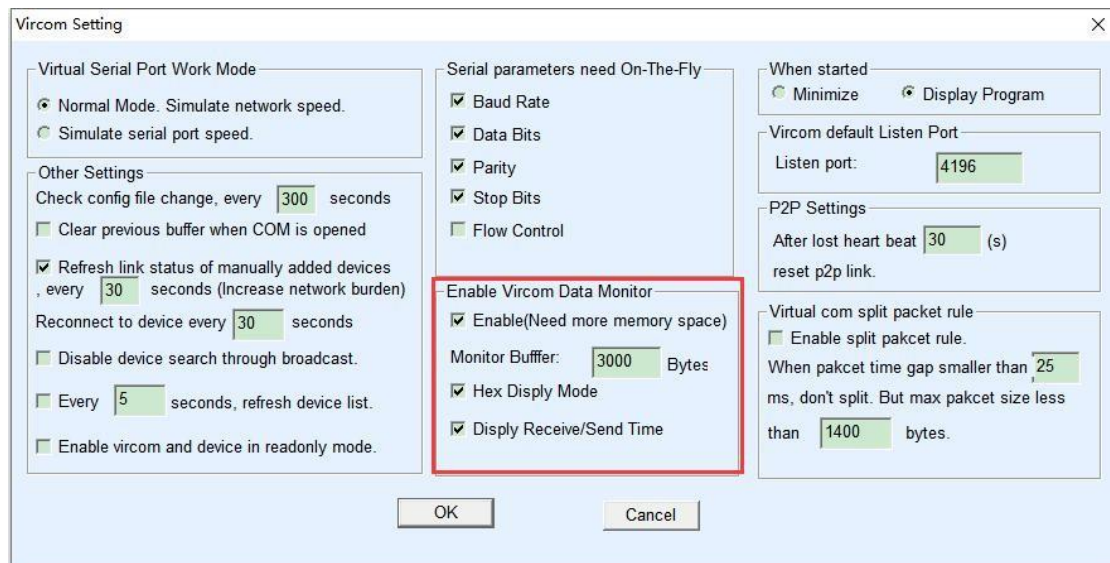 Vircom Setting
Virtual Serial Port Work Mode
Normal Mode. Simulate network speed.
Simulate serial port speed.
Other Settings
Check config file change, every 300 seconds
Clear previous buffer when COM is opened
Refresh link status of manually added devices
, every 30 seconds (Increase network burden)
Reconnect to device every 30 seconds
Disable device search through broadcast.
Every 5 seconds, refresh device list.
Enable vircom and device in readonly mode.
Serial parameters need On-The-Fly
Baud Rate
Data Bits
Parity
Stop Bits
Flow Control
Enable Vircom Data Monitor
Enable(Need more memory space)
Monitor Bufffer: 3000 Bytes
Hex Disply Mode
Disply Receive/Send Time
When started
Minimize Display Program
Vircom default Listen Port
Listen port: 4196
P2P Settings
After lost heart beat 30 (s)
reset p2p link.
Virtual com split packet rule
Enable split pakcet rule.
When pakcet time gap smaller than 25
ms, don't split. But max pakcet size less
than 1400 bytes.
OK Cancel